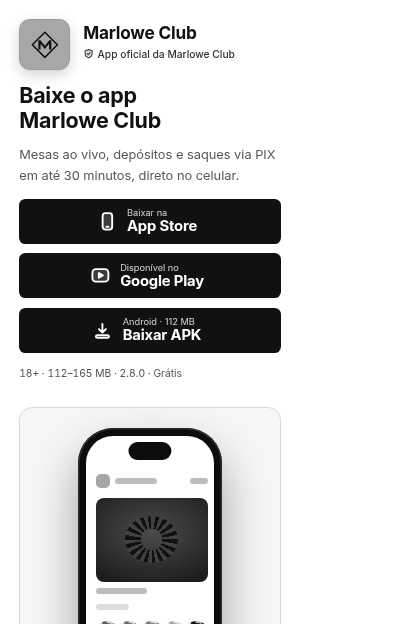 Marlowe Club
App oficial da Marlowe Club
Baixe o app
Marlowe Club
Mesas ao vivo, depósitos e saques via PIX
em até 30 minutos, direto no celular.
Baixar na
App Store
Disponível no
Google Play
Android · 112 MB
Baixar APK
18+ · 112–165 MB · 2.8.0 · Grátis